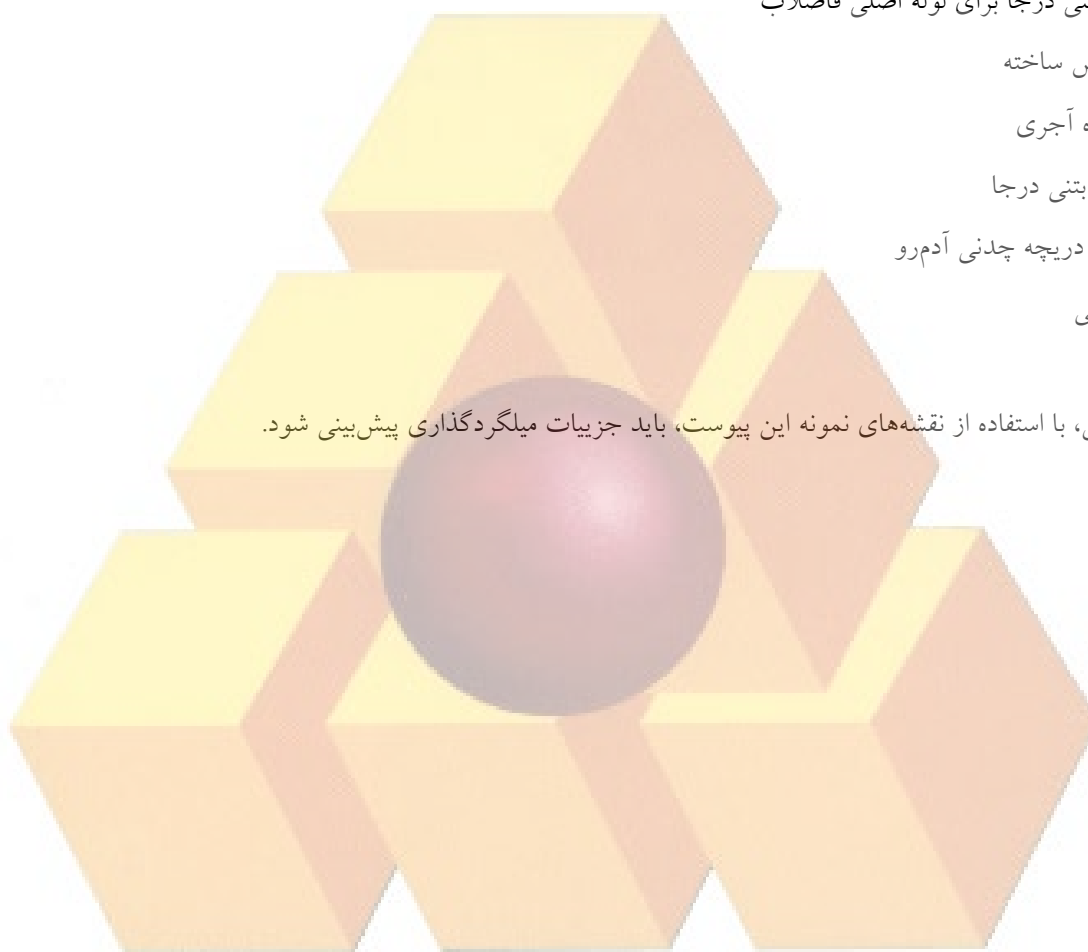 درجا برای لوله اصلی فاضلاب
ساخته
آجری
بتنی درجا
دریچه چدنی آدم‌رو
با استفاده از نقشه‌های نمونه این پیوست، باید جزییات میلگردگذاری پیش‌بینی شود.